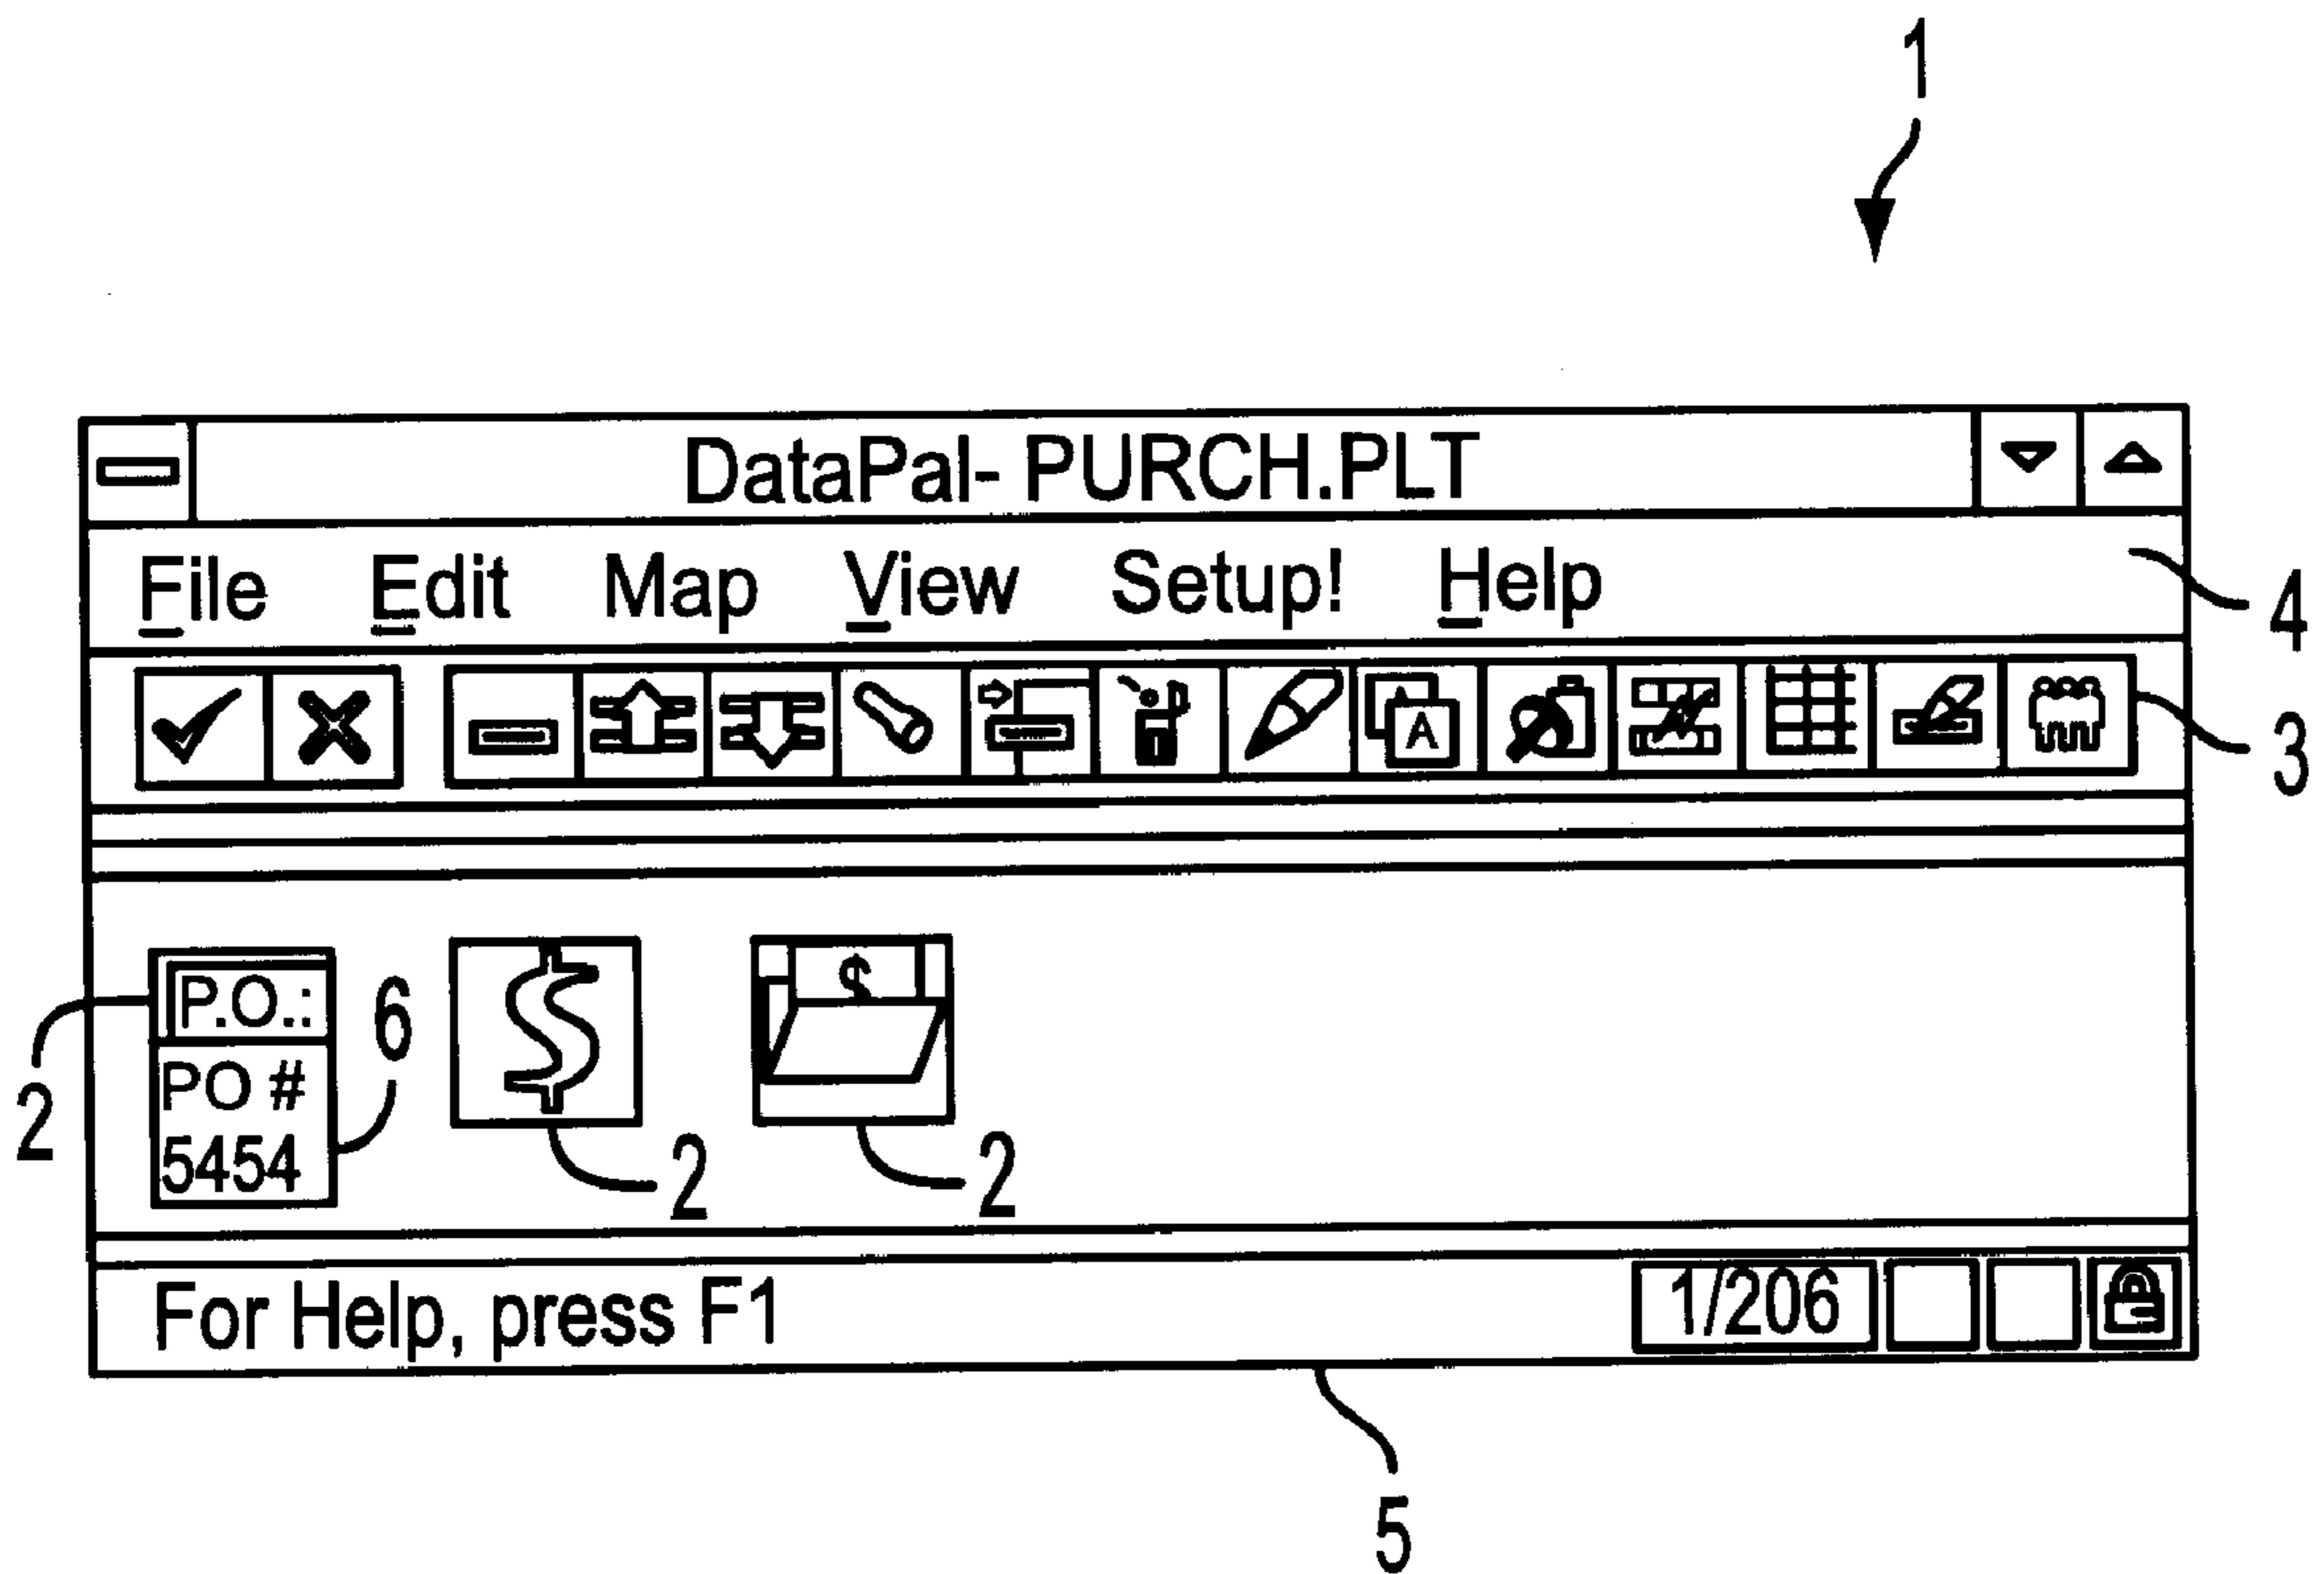 1
DataPal- PURCH.PLT
File Edit Map View Setup! Help
4
A A
3
P.O.:
$
6
PO #
2
5454
2
2
For Help, press F1
1/206
5